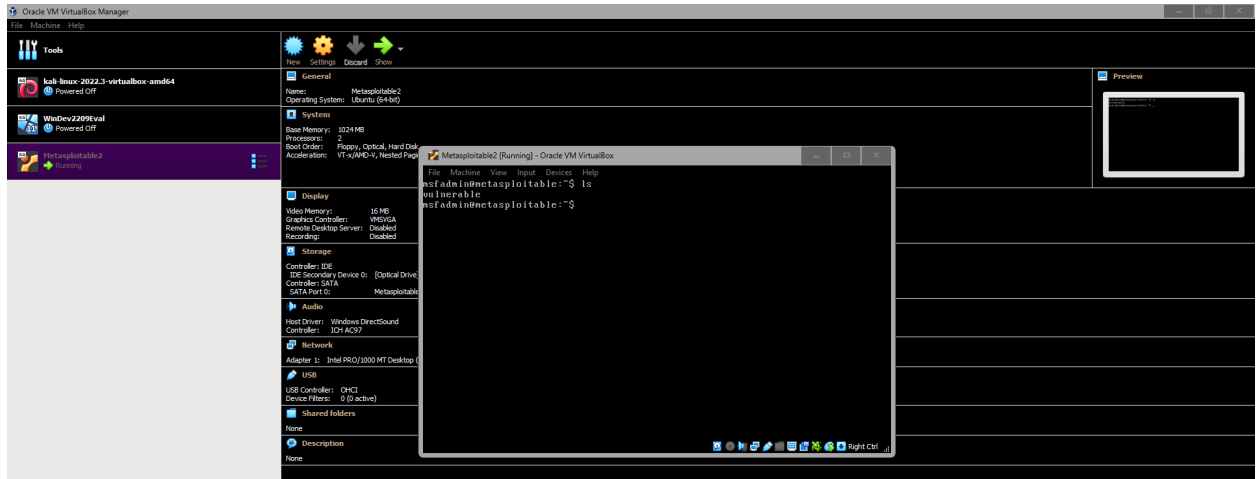 Oracle VM VirtualBox Manager
File Machine Help
Tools
New Settings Discard Show
kali-linux-2022.3-virtualbox-amd64
Powered Off
WinDev2209Eval
Powered Off
Metasploitable2
Running
General
Name: Metasploitable2
Operating System: Ubuntu (64-bit)
System
Base Memory: 1024 MB
Processors: 2
Boot Order: Floppy, Optical, Hard Disk
Acceleration: VT-x/AMD-V, Nested Pagi
Display
Video Memory: 16 MB
Graphics Controller: VMSVGA
Remote Desktop Server: Disabled
Recording: Disabled
Storage
Controller: IDE
IDE Secondary Device 0: [Optical Drive]
Controller: SATA
SATA Port 0: Metasploitable
Audio
Host Driver: Windows DirectSound
Controller: ICH AC97
Network
Adapter 1: Intel PRO/1000 MT Desktop (
USB
USB Controller: OHCI
Device Filters: 0 (0 active)
Shared folders
None
Description
None
Metasploitable2 [Running] - Oracle VM VirtualBox
File Machine View Input Devices Help
msfadmin@metasploitable:~$ ls
vulnerable
msfadmin@metasploitable:~$
Right Ctrl
Preview